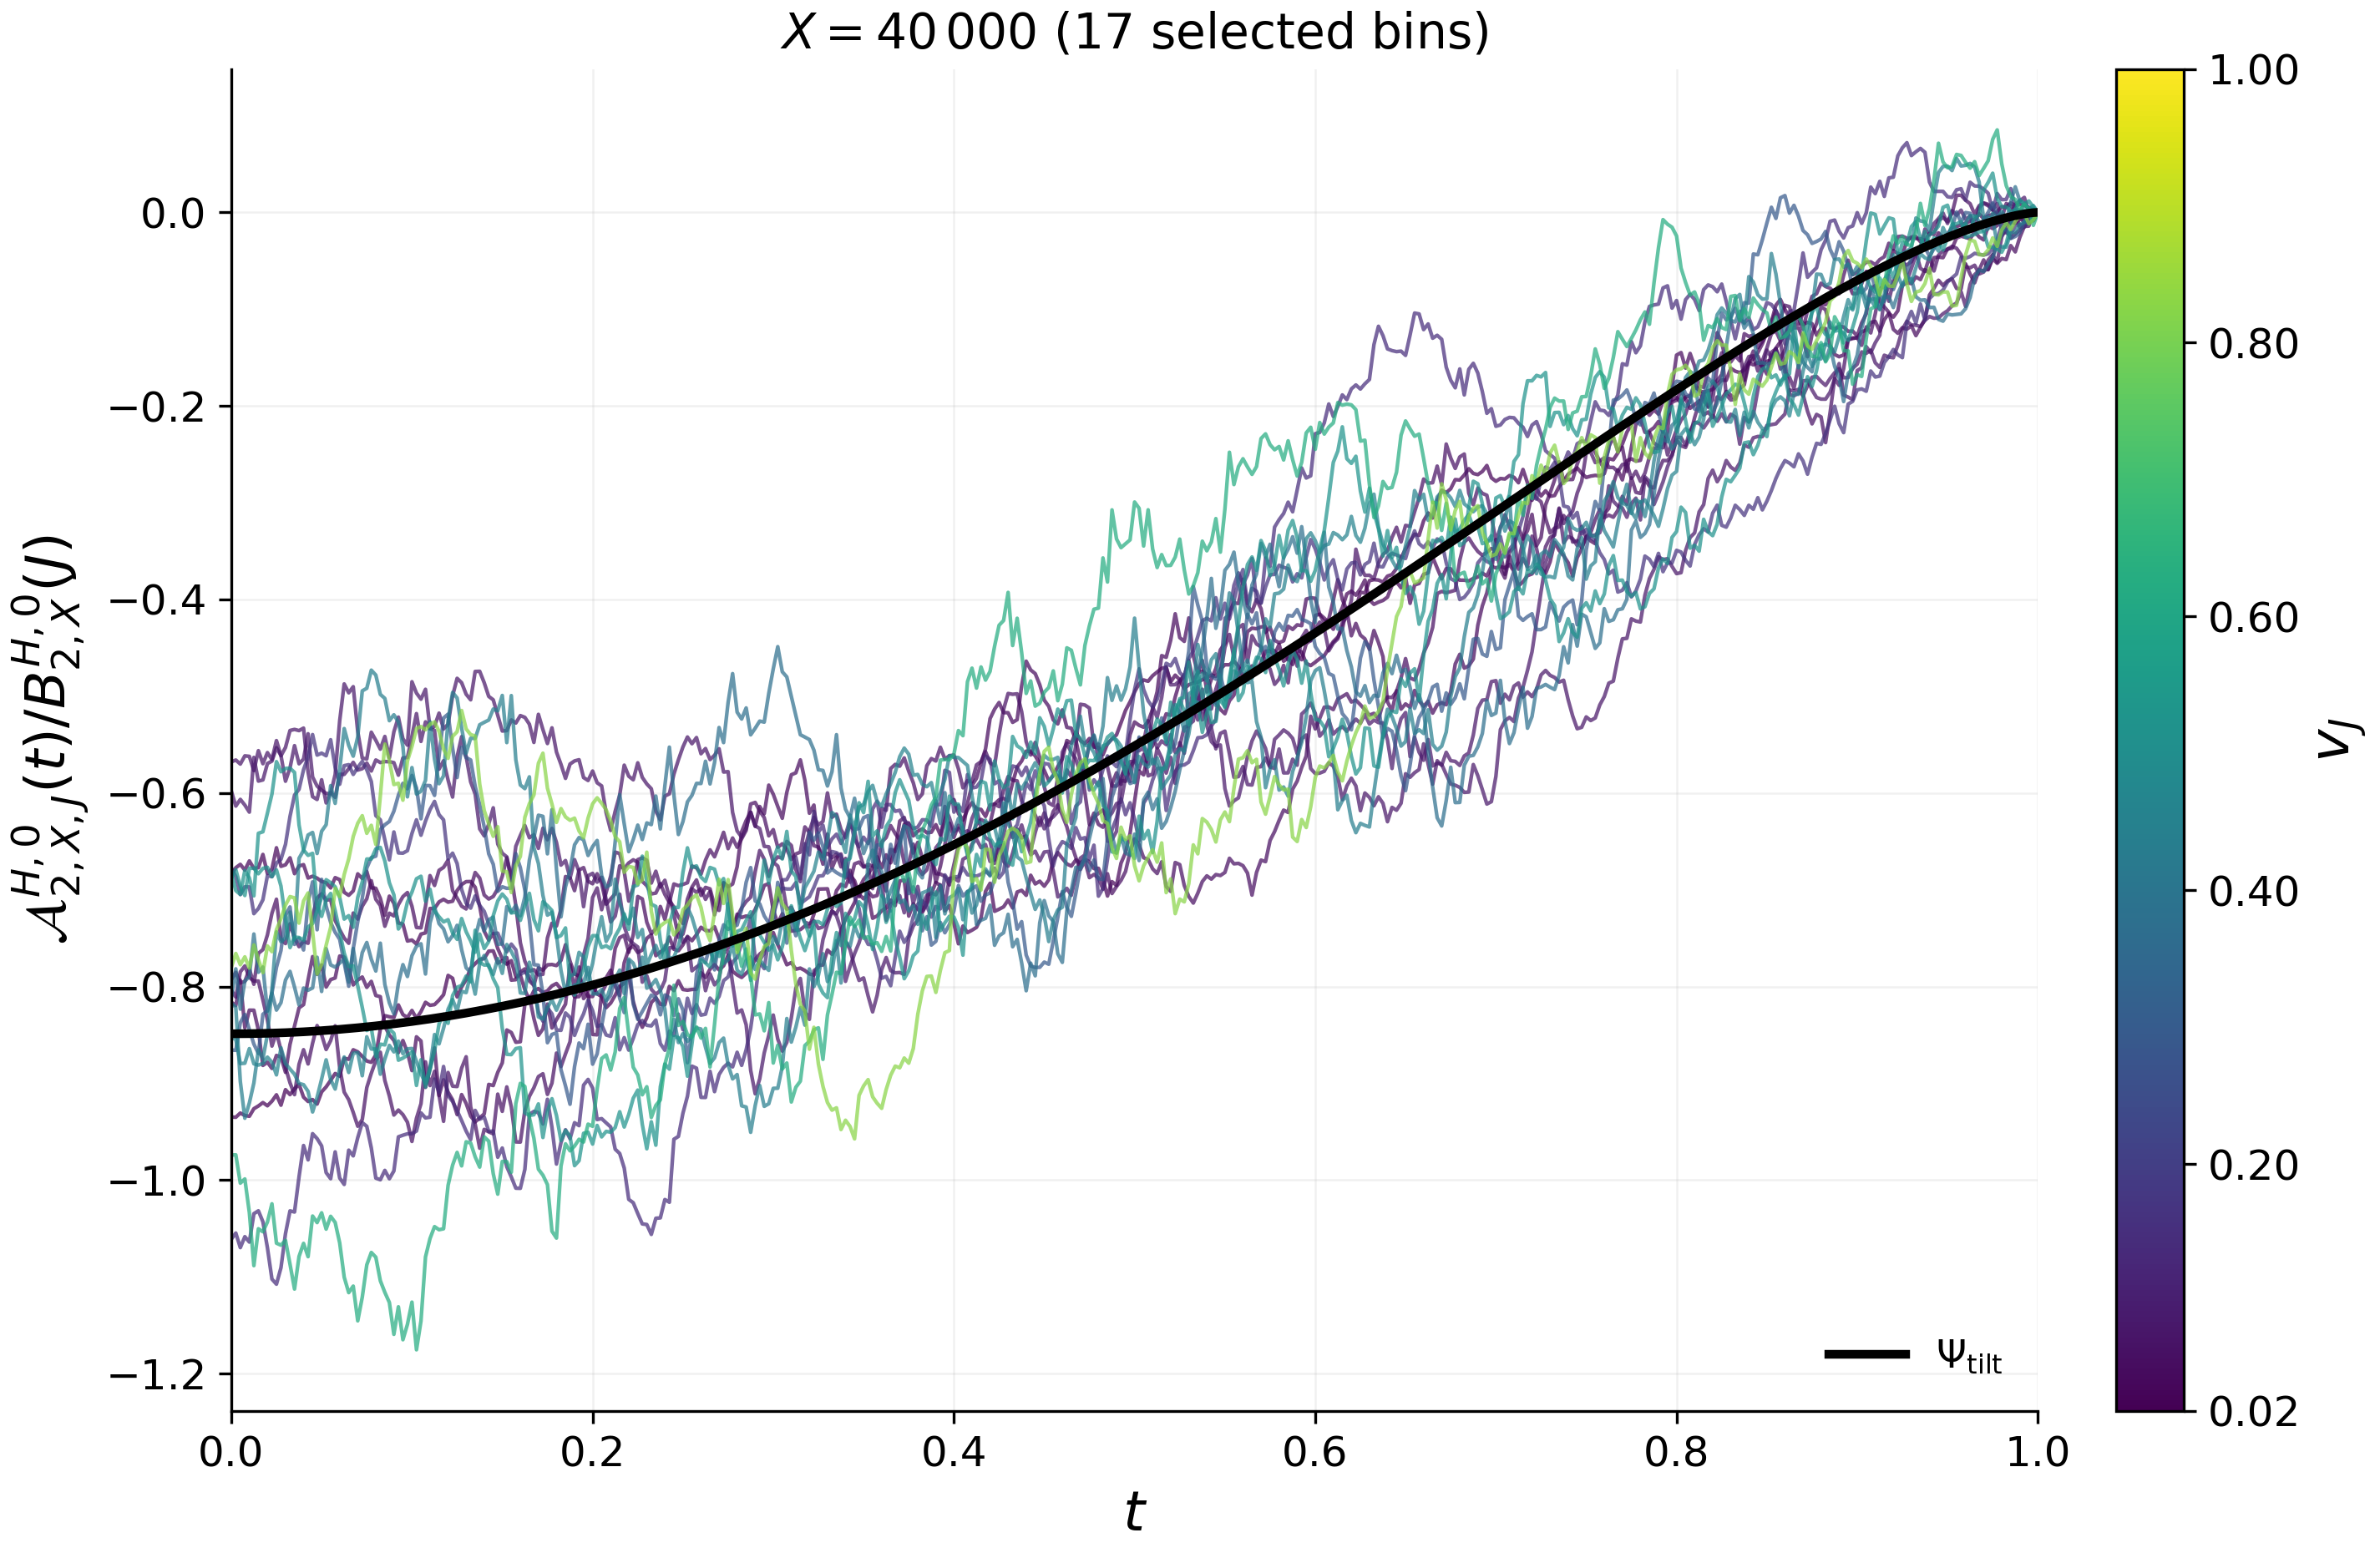 X = 40 000 (17 selected bins)
𝒜^{H,0}_{2,X,J}(t)/B^{H,0}_{2,X}(J)
0.0
−0.2
−0.4
−0.6
−0.8
−1.0
−1.2
0.0 0.2 0.4 0.6 0.8 1.0
t
Ψ_tilt
1.00
0.80
0.60
0.40
0.20
0.02
v_J